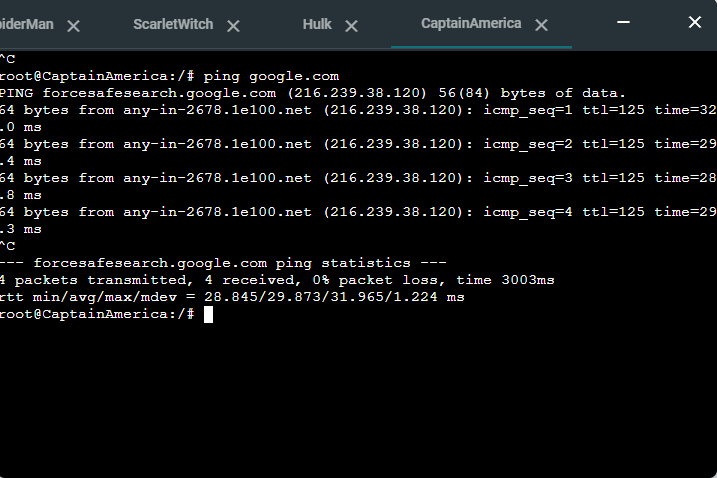 piderMan ScarletWitch Hulk CaptainAmerica
^C
root@CaptainAmerica:/# ping google.com
PING forcesafesearch.google.com (216.239.38.120) 56(84) bytes of data.
64 bytes from any-in-2678.1e100.net (216.239.38.120): icmp_seq=1 ttl=125 time=32
.0 ms
64 bytes from any-in-2678.1e100.net (216.239.38.120): icmp_seq=2 ttl=125 time=29
.4 ms
64 bytes from any-in-2678.1e100.net (216.239.38.120): icmp_seq=3 ttl=125 time=28
.8 ms
64 bytes from any-in-2678.1e100.net (216.239.38.120): icmp_seq=4 ttl=125 time=29
.3 ms
^C
--- forcesafesearch.google.com ping statistics ---
4 packets transmitted, 4 received, 0% packet loss, time 3003ms
rtt min/avg/max/mdev = 28.845/29.873/31.965/1.224 ms
root@CaptainAmerica:/#